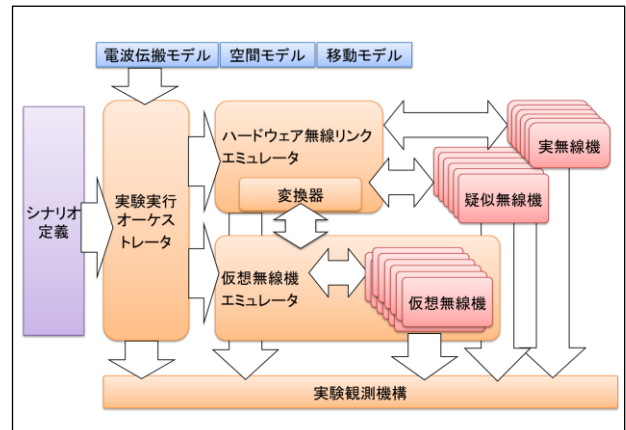 電波伝搬モデル
空間モデル
移動モデル
シナリオ
定義
実験実行
オーケス
トレータ
ハードウェア無線リンク
エミュレータ
変換器
実無線機
疑似無線機
仮想無線機
エミュレータ
仮想無線機
実験観測機構